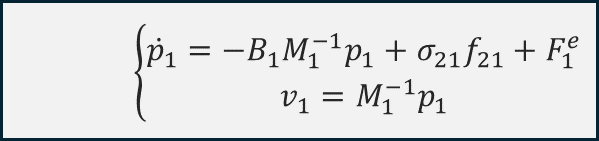 ṗ₁ = −B₁M₁⁻¹p₁ + σ₂₁f₂₁ + F₁ᵉ
v₁ = M₁⁻¹p₁